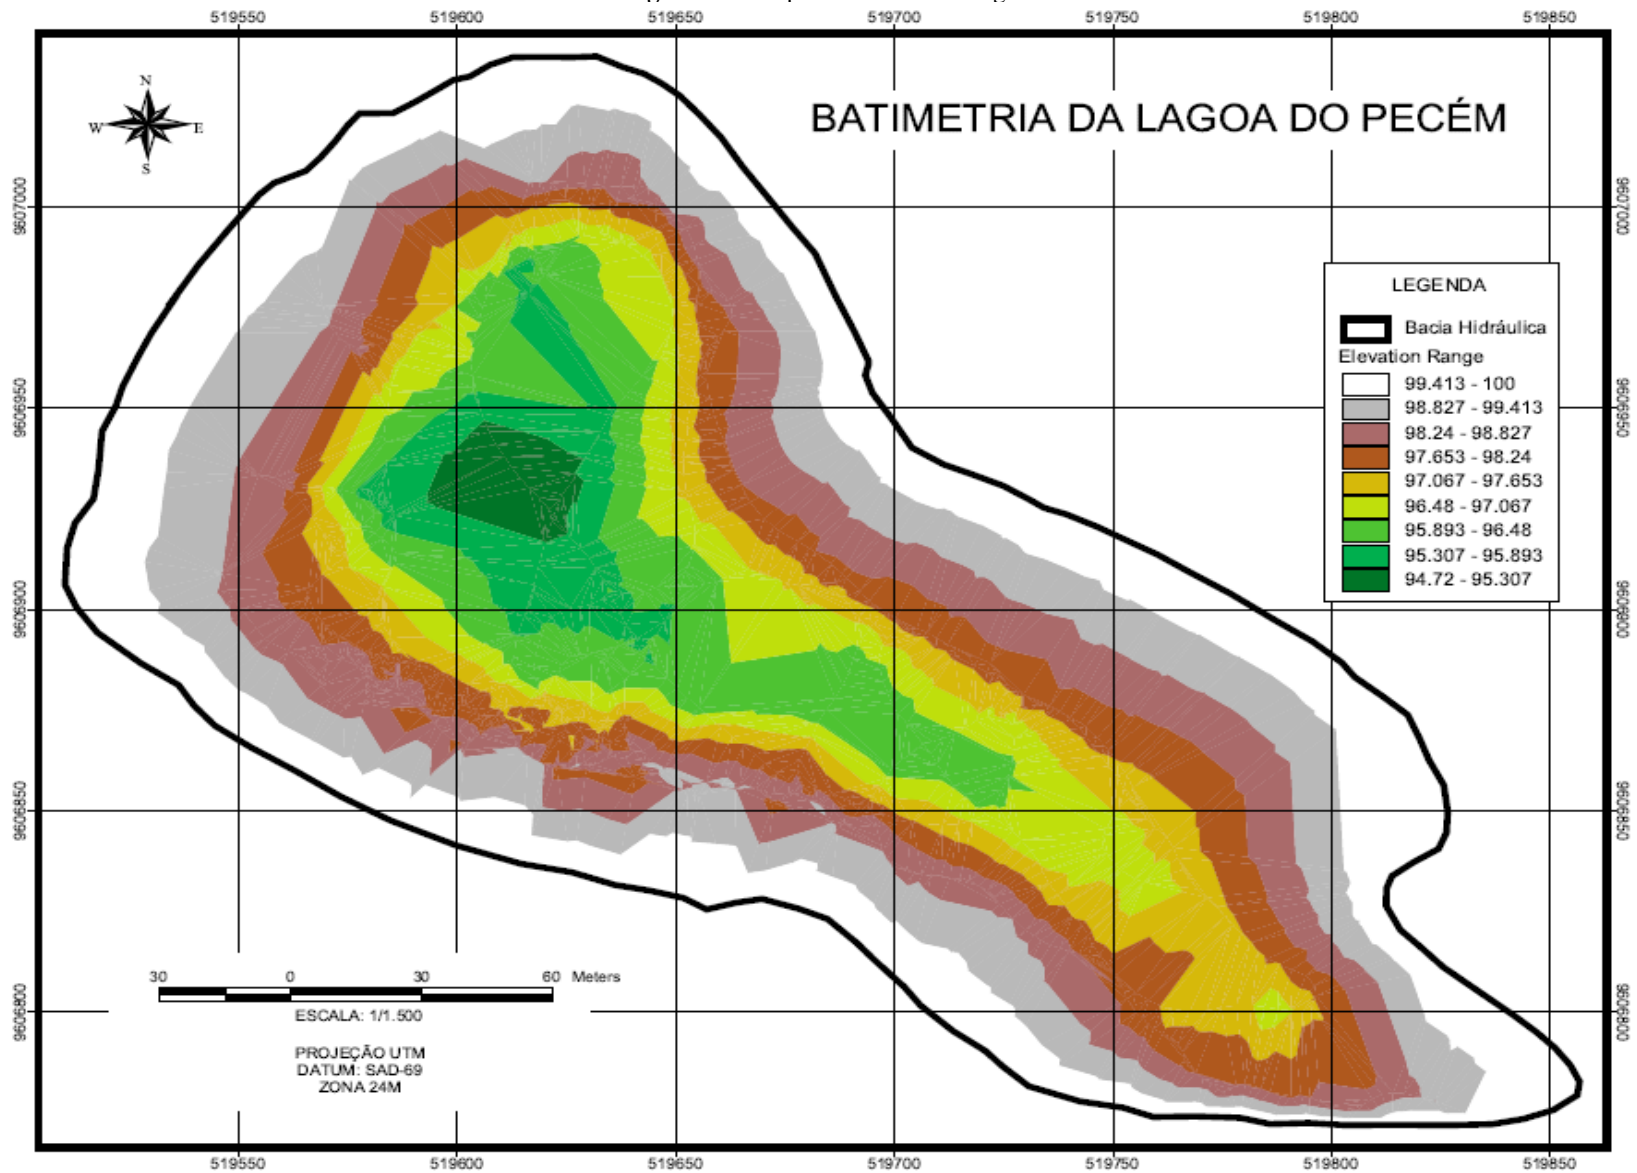 519550 519600 519650 519700 519750 519800 519850
N
W E
S
BATIMETRIA DA LAGOA DO PECÉM
9607000 9607000
LEGENDA
Bacia Hidráulica
Elevation Range
99.413 - 100
98.827 - 99.413
98.24 - 98.827
97.653 - 98.24
97.067 - 97.653
96.48 - 97.067
95.893 - 96.48
95.307 - 95.893
94.72 - 95.307
9606950 9606950
9606900 9606900
9606850 9606850
30 0 30 60 Meters
ESCALA: 1/1.500
9606800 9606800
PROJEÇÃO UTM
DATUM: SAD-69
ZONA 24M
519550 519600 519650 519700 519750 519800 519850